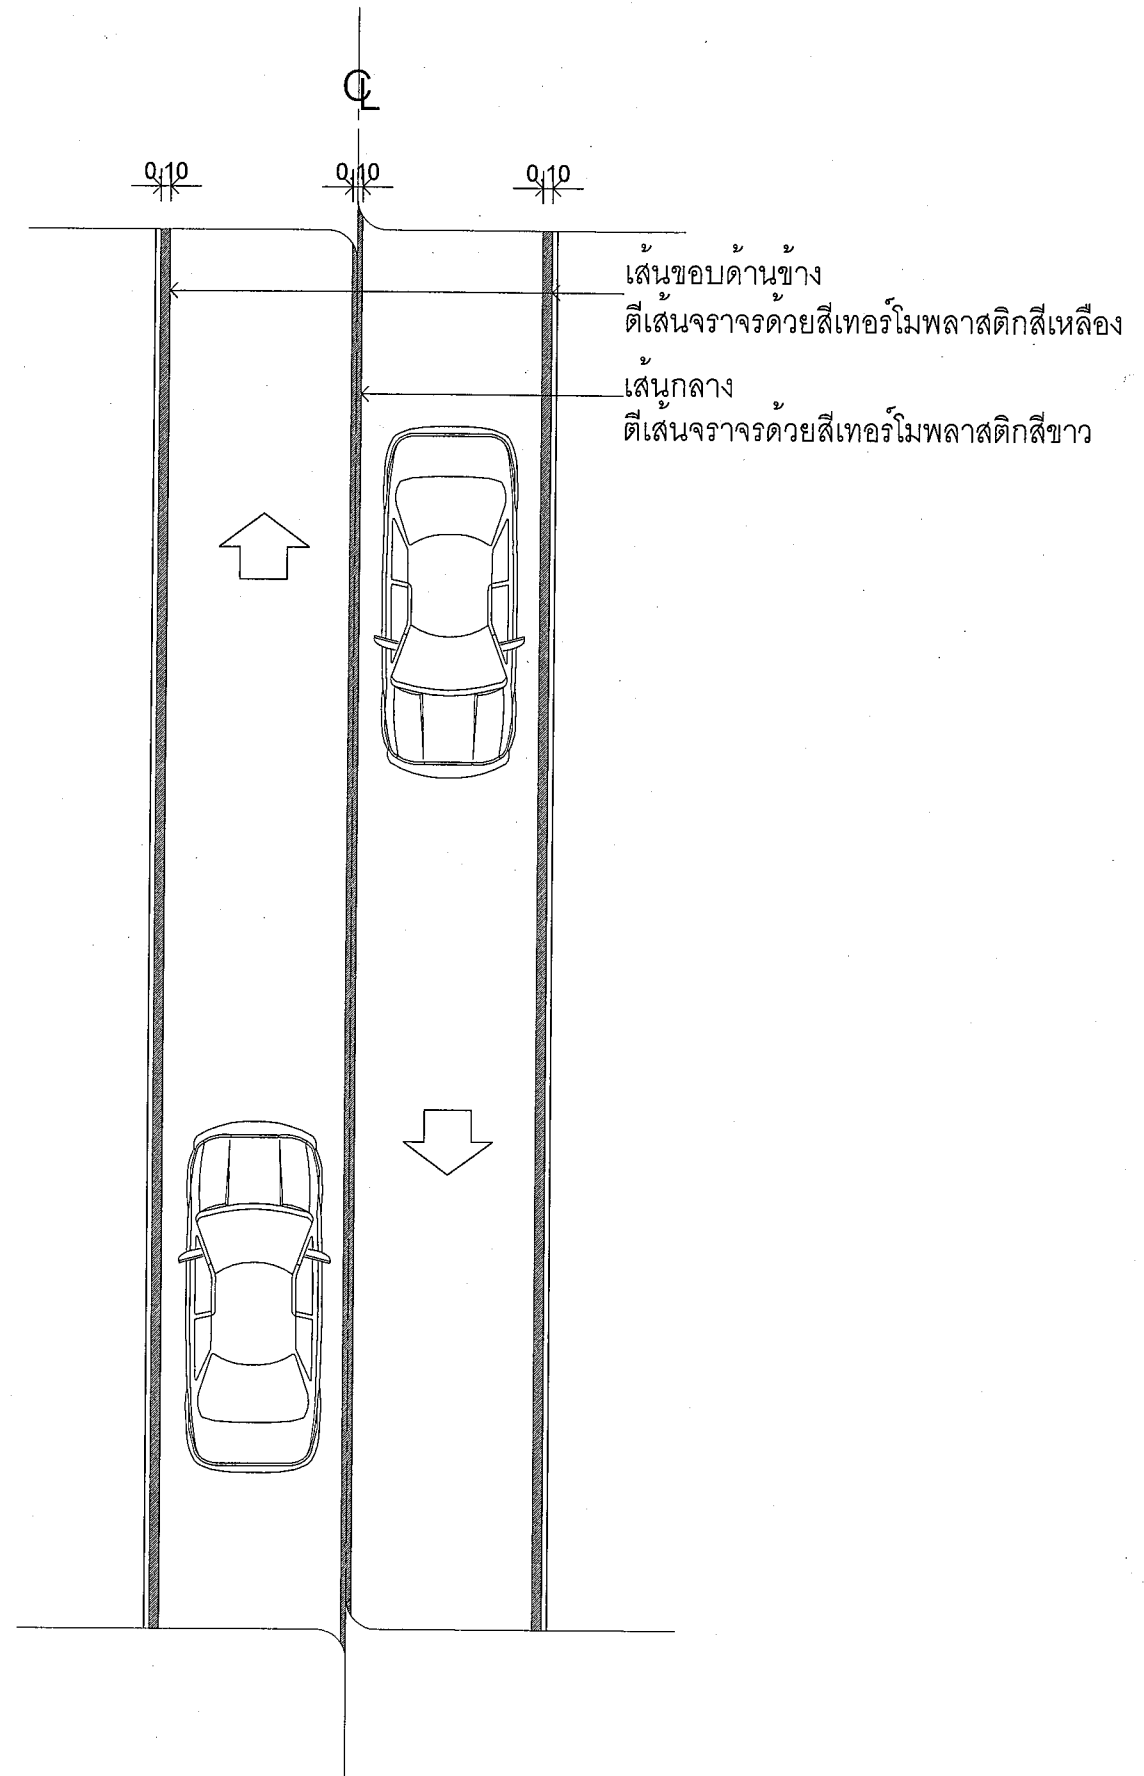 CL
0.10 0.10 0.10
เส้นขอบด้านข้าง
ตีเส้นจราจรด้วยสีเทอร์โมพลาสติกสีเหลือง
เส้นกลาง
ตีเส้นจราจรด้วยสีเทอร์โมพลาสติกสีขาว